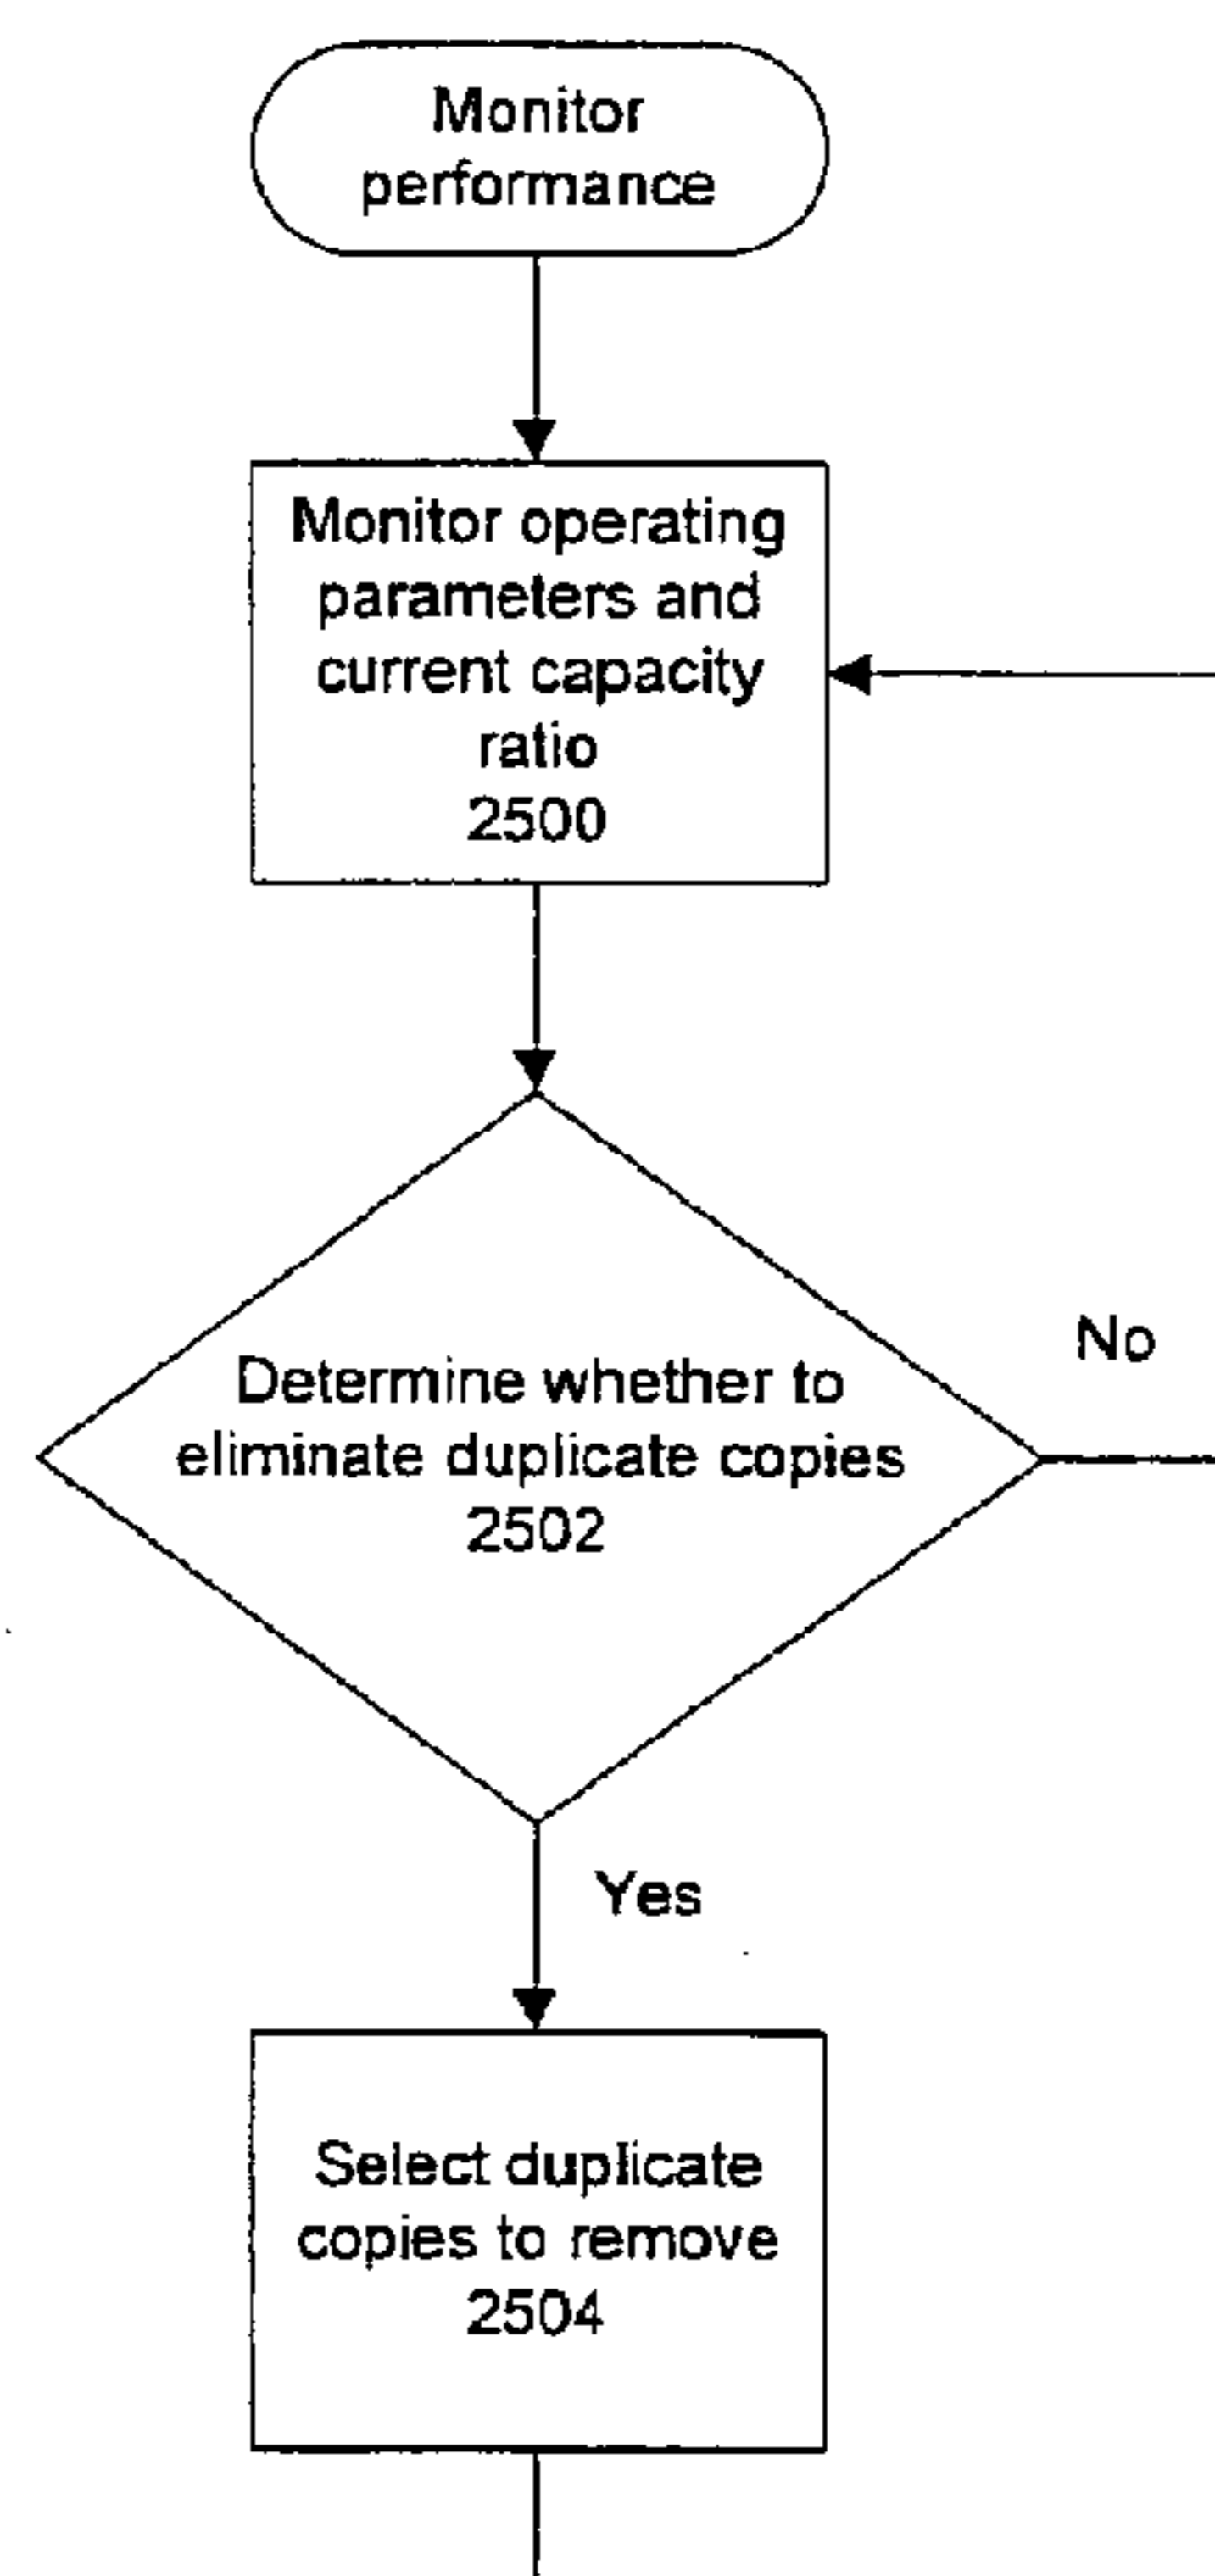 Monitor
performance
Monitor operating
parameters and
current capacity
ratio
2500
No
Determine whether to
eliminate duplicate copies
2502
Yes
Select duplicate
copies to remove
2504